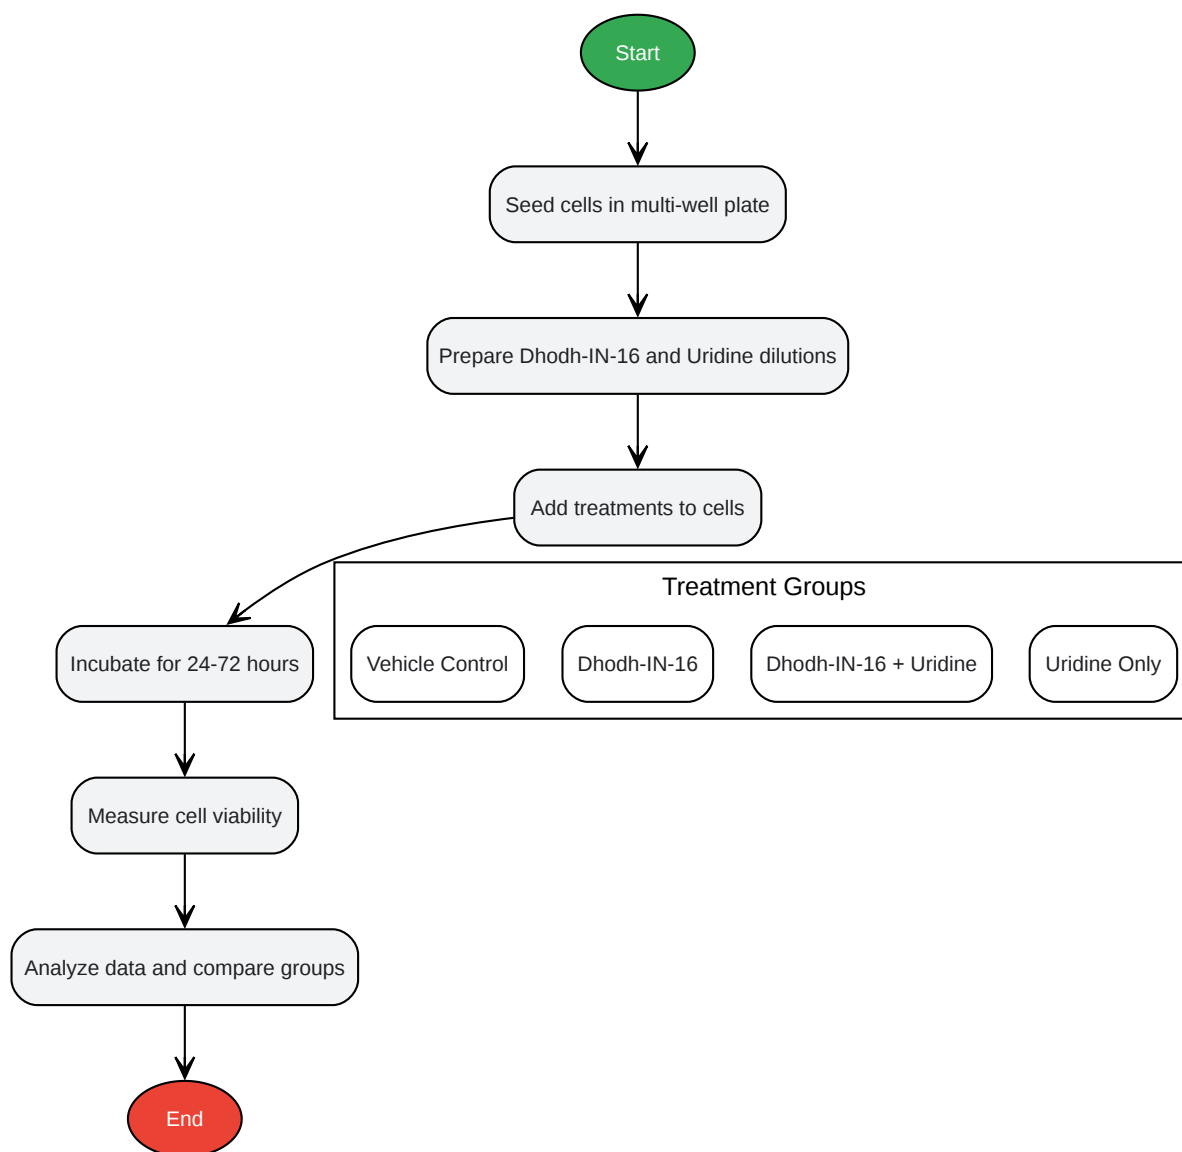 Start
Seed cells in multi-well plate
Prepare Dhodh-IN-16 and Uridine dilutions
Add treatments to cells
Treatment Groups
Incubate for 24-72 hours
Vehicle Control
Dhodh-IN-16
Dhodh-IN-16 + Uridine
Uridine Only
Measure cell viability
Analyze data and compare groups
End